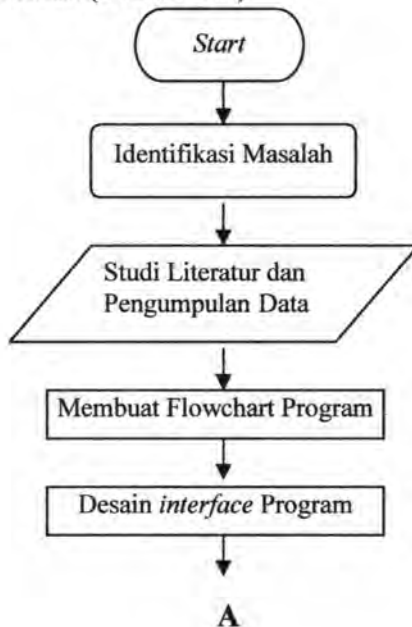 Start
Identifikasi Masalah
Studi Literatur dan
Pengumpulan Data
Membuat Flowchart Program
Desain interface Program
A